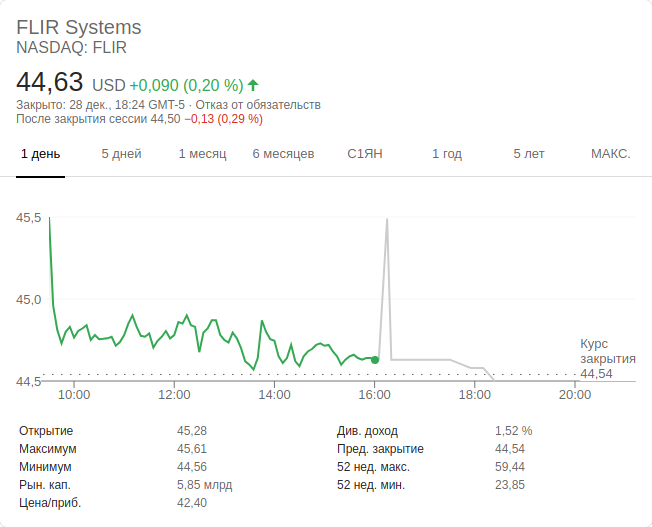 FLIR Systems
NASDAQ: FLIR
44,63 USD +0,090 (0,20 %)
Закрыто: 28 дек., 18:24 GMT-5 · Отказ от обязательств
После закрытия сессии 44,50 −0,13 (0,29 %)
1 день 5 дней 1 месяц 6 месяцев С1ЯН 1 год 5 лет МАКС.
45,5
45,0
Курс
закрытия
44,54
44,5
10:00 12:00 14:00 16:00 18:00 20:00
Открытие 45,28 Див. доход 1,52 %
Максимум 45,61 Пред. закрытие 44,54
Минимум 44,56 52 нед. макс. 59,44
Рын. кап. 5,85 млрд 52 нед. мин. 23,85
Цена/приб. 42,40